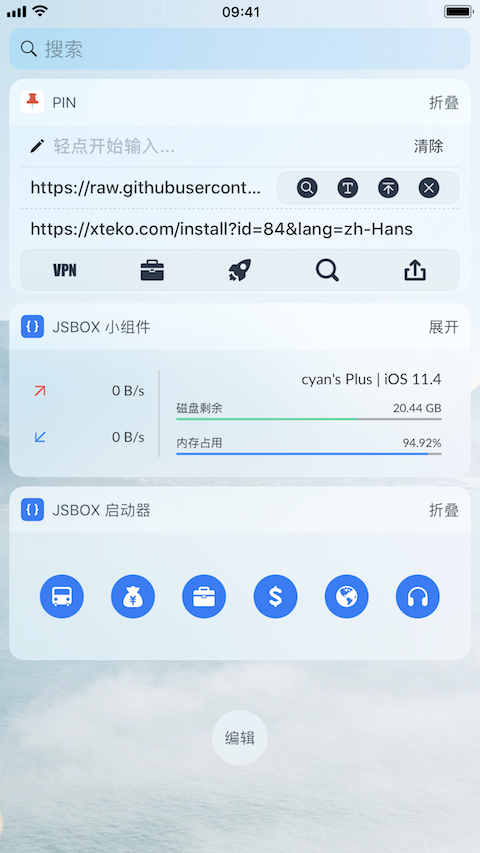 09:41
搜索
PIN 折叠
轻点开始输入... 清除
https://raw.githubusercont...
https://xteko.com/install?id=84&lang=zh-Hans
VPN
JSBOX 小组件 展开
cyan's Plus | iOS 11.4
0 B/s
磁盘剩余 20.44 GB
0 B/s
内存占用 94.92%
JSBOX 启动器 折叠
编辑